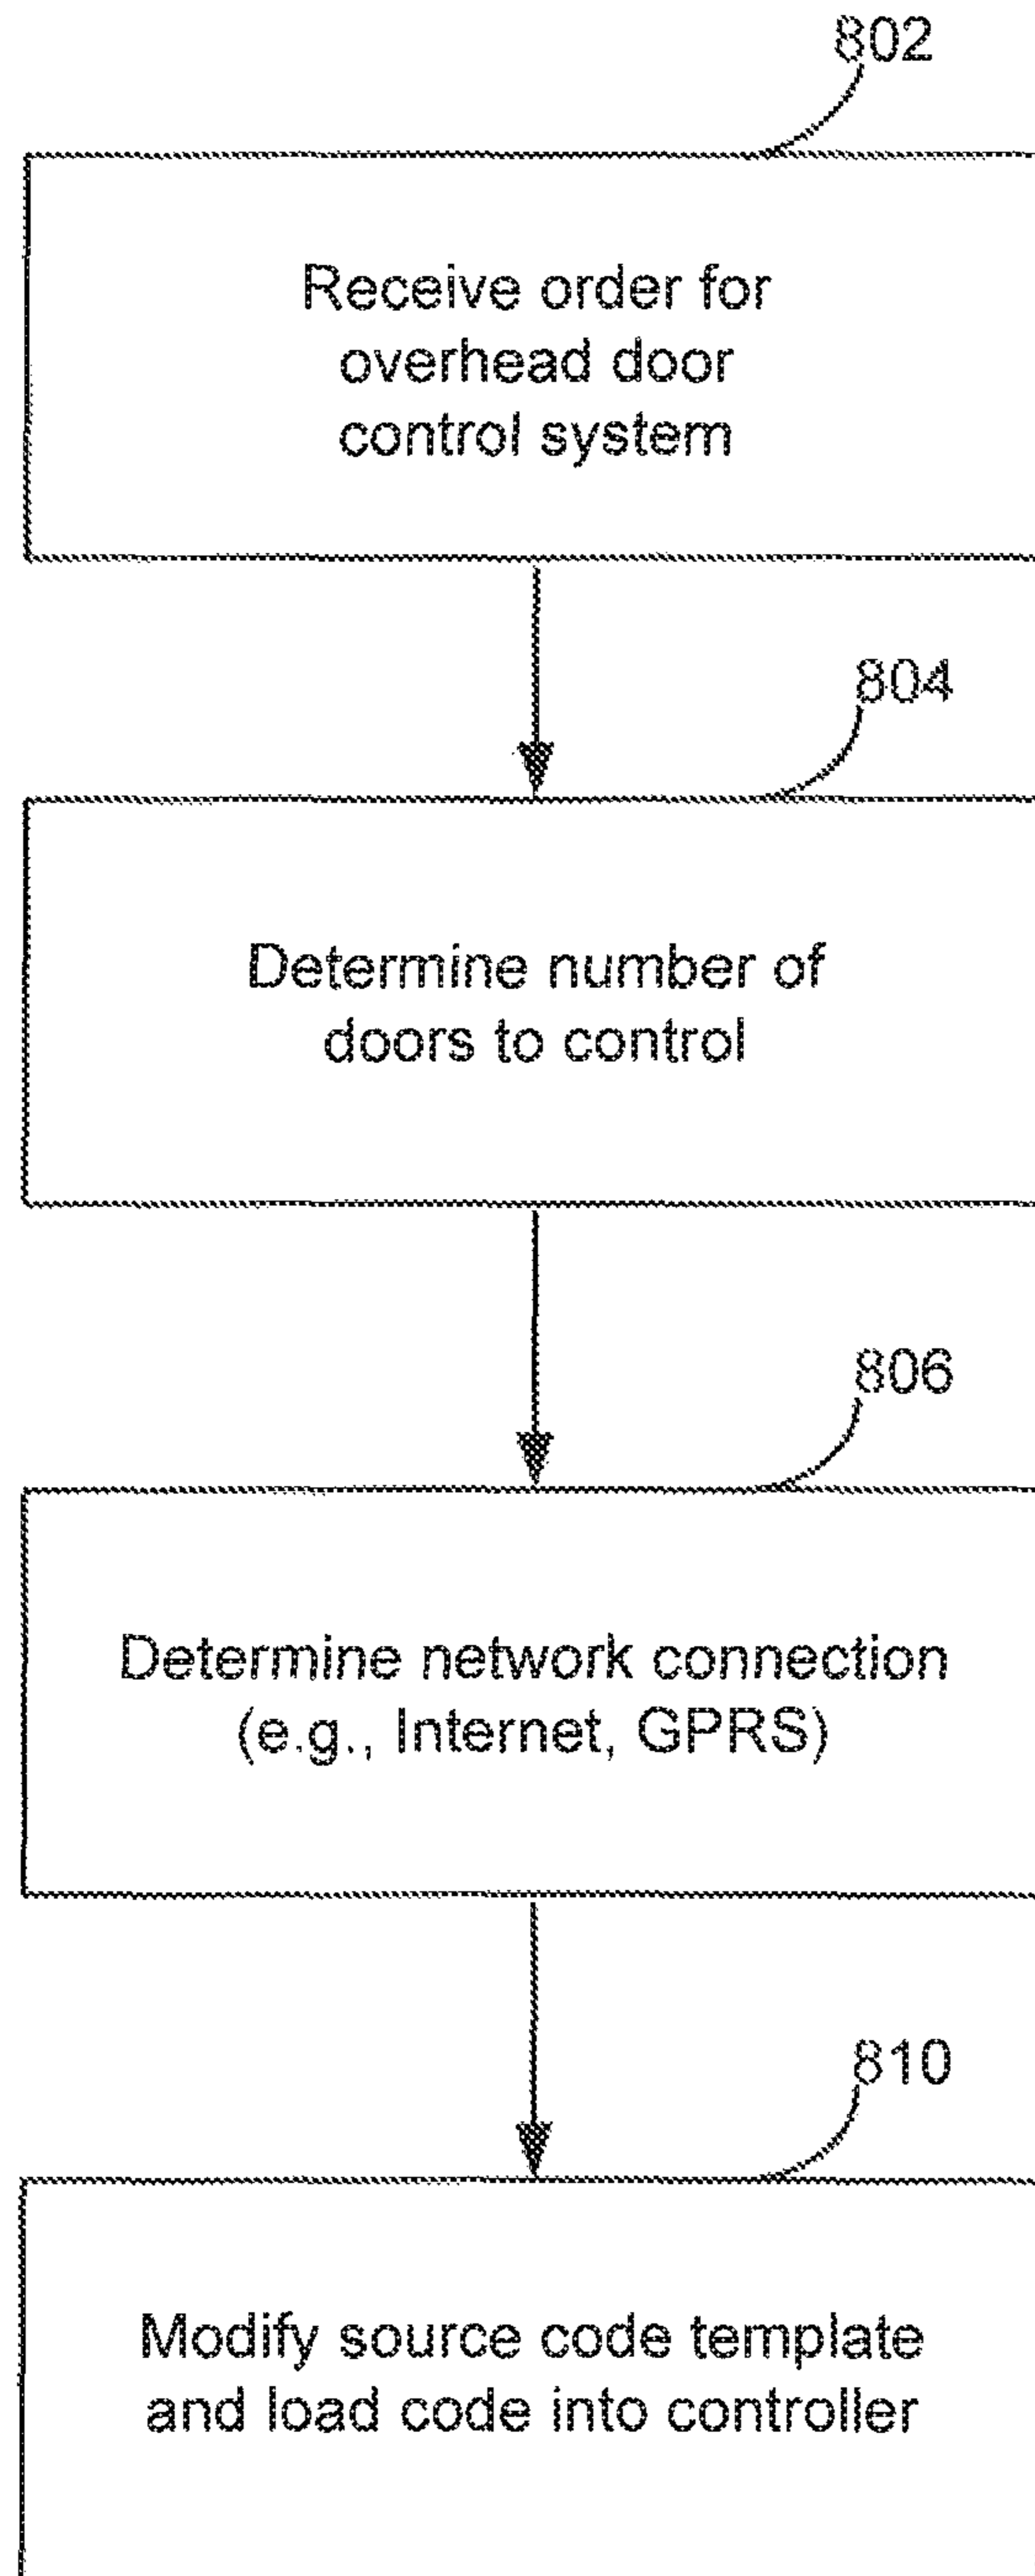 802
Receive order for
overhead door
control system
804
Determine number of
doors to control
806
Determine network connection
(e.g., Internet, GPRS)
810
Modify source code template
and load code into controller